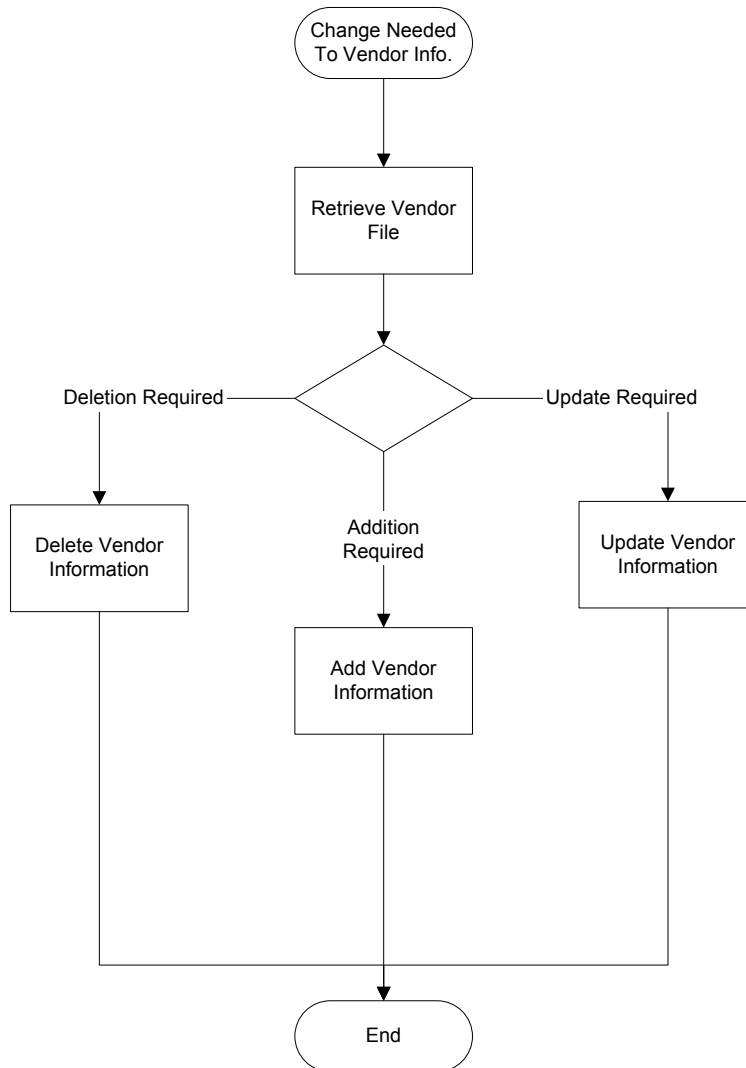 Change Needed
To Vendor Info.
Retrieve Vendor
File
Deletion Required
Update Required
Addition
Required
Delete Vendor
Information
Update Vendor
Information
Add Vendor
Information
End